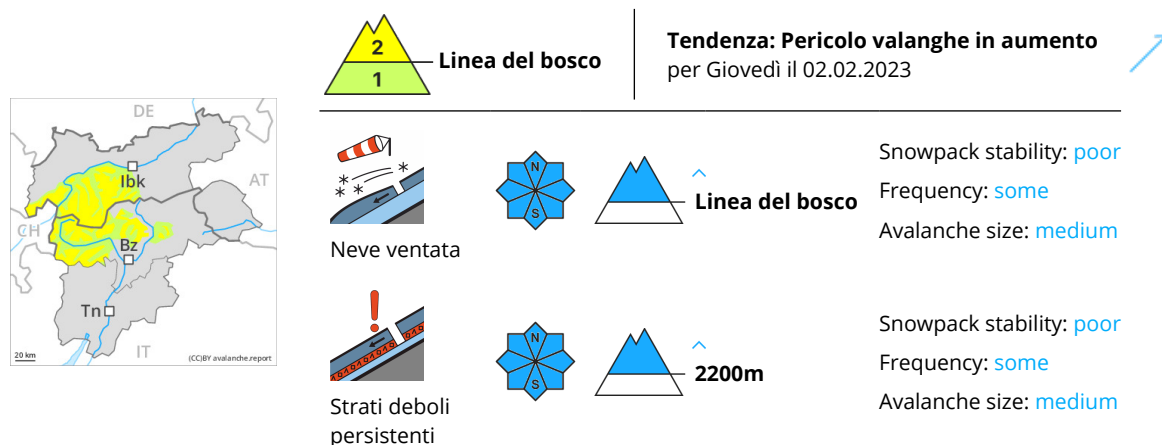 2
1
Linea del bosco
Tendenza: Pericolo valanghe in aumento
per Giovedì il 02.02.2023
DE
Ibk
AT
CH
Bz
Tn
IT
20 km
(CC)BY avalanche.report
Neve ventata
N
S
Linea del bosco
Snowpack stability: poor
Frequency: some
Avalanche size: medium
Strati deboli
persistenti
N
S
2200m
Snowpack stability: poor
Frequency: some
Avalanche size: medium